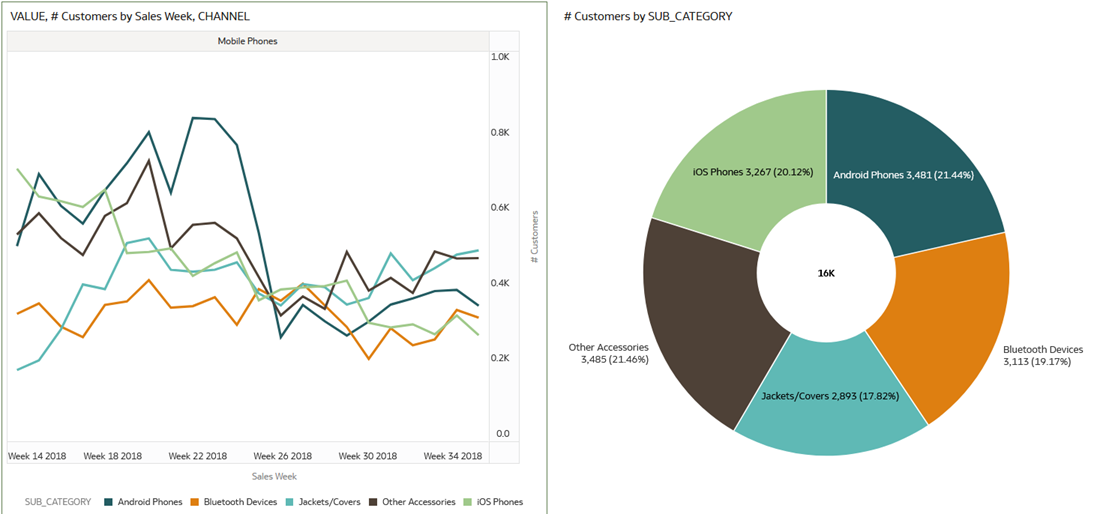 VALUE, # Customers by Sales Week, CHANNEL
Mobile Phones
1.0K
0.8K
0.6K
0.4K
0.2K
0.0
# Customers
Week 14 2018 Week 18 2018 Week 22 2018 Week 26 2018 Week 30 2018 Week 34 2018
Sales Week
SUB_CATEGORY Android Phones Bluetooth Devices Jackets/Covers Other Accessories iOS Phones
# Customers by SUB_CATEGORY
iOS Phones 3,267 (20.12%)
Android Phones 3,481 (21.44%)
16K
Other Accessories
3,485 (21.46%)
Bluetooth Devices
3,113 (19.17%)
Jackets/Covers 2,893 (17.82%)